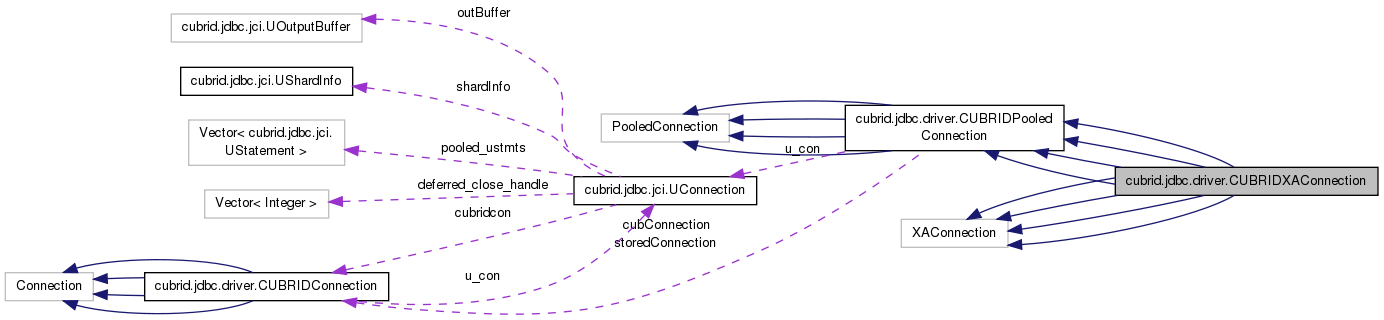 outBuffer
cubrid.jdbc.jci.UOutputBuffer
cubrid.jdbc.jci.UShardInfo
shardInfo
Vector< cubrid.jdbc.jci.
UStatement >
pooled_ustmts
PooledConnection
cubrid.jdbc.driver.CUBRIDPooled
Connection
u_con
deferred_close_handle
cubrid.jdbc.jci.UConnection
cubrid.jdbc.driver.CUBRIDXAConnection
Vector< Integer >
cubridcon
cubConnection
storedConnection
XAConnection
u_con
Connection
cubrid.jdbc.driver.CUBRIDConnection